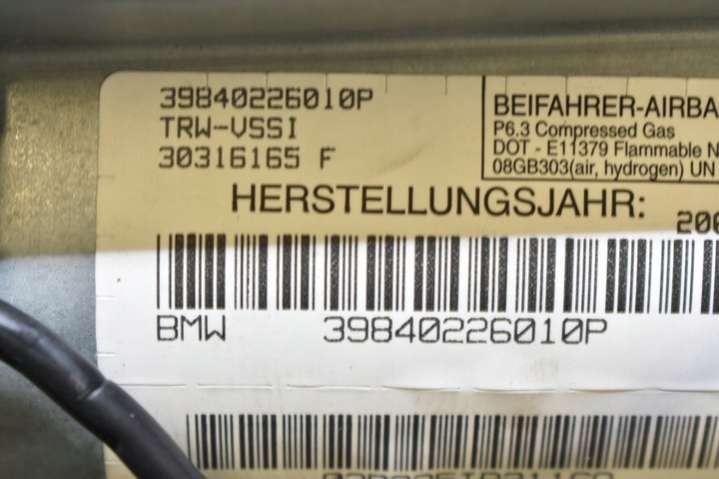 39840226010P
TRW-VSSI
30316165 F
BEIFAHRER-AIRBA
P6.3 Compressed Gas
DOT - E11379 Flammable N
08GB303(air, hydrogen) UN
HERSTELLUNGSJAHR:
BMW 39840226010P